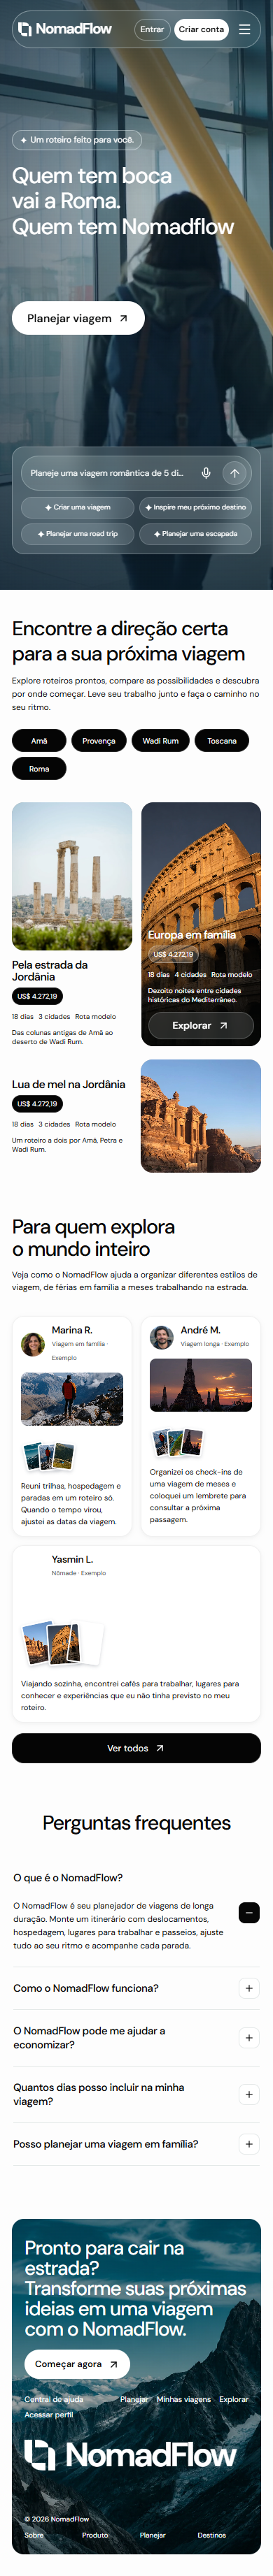 NomadFlow
Entrar
Criar conta
Um roteiro feito para você.
Quem tem boca
vai a Roma.
Quem tem Nomadflow
Planejar viagem
Planeje uma viagem romântica de 5 di...
Criar uma viagem
Inspire meu próximo destino
Planejar uma road trip
Planejar uma escapada
Encontre a direção certa
para a sua próxima viagem
Explore roteiros prontos, compare as possibilidades e descubra
por onde começar. Leve seu trabalho junto e faça o caminho no
seu ritmo.
Amã
Provença
Wadi Rum
Toscana
Roma
Pela estrada da
Jordânia
US$ 4.272,19
18 dias 3 cidades Rota modelo
Das colunas antigas de Amã ao
deserto de Wadi Rum.
Europa em família
US$ 4.272,19
18 dias 4 cidades Rota modelo
Dezoito noites entre cidades
históricas do Mediterrâneo.
Explorar
Lua de mel na Jordânia
US$ 4.272,19
18 dias 3 cidades Rota modelo
Um roteiro a dois por Amã, Petra e
Wadi Rum.
Para quem explora
o mundo inteiro
Veja como o NomadFlow ajuda a organizar diferentes estilos de
viagem, de férias em família a meses trabalhando na estrada.
Marina R.
Viagem em família ·
Exemplo
Reuni trilhas, hospedagem e
paradas em um roteiro só.
Quando o tempo virou,
ajustei as datas da viagem.
André M.
Viagem longa · Exemplo
Organizei os check-ins de
uma viagem de meses e
coloquei um lembrete para
consultar a próxima
passagem.
Yasmin L.
Nômade · Exemplo
Viajando sozinha, encontrei cafés para trabalhar, lugares para
conhecer e experiências que eu não tinha previsto no meu
roteiro.
Ver todos
Perguntas frequentes
O que é o NomadFlow?
O NomadFlow é seu planejador de viagens de longa
duração. Monte um itinerário com deslocamentos,
hospedagem, lugares para trabalhar e passeios, ajuste
tudo ao seu ritmo e acompanhe cada parada.
Como o NomadFlow funciona?
O NomadFlow pode me ajudar a
economizar?
Quantos dias posso incluir na minha
viagem?
Posso planejar uma viagem em família?
Pronto para cair na
estrada?
Transforme suas próximas
ideias em uma viagem
com o NomadFlow.
Começar agora
Central de ajuda
Planejar
Minhas viagens
Explorar
Acessar perfil
NomadFlow
© 2026 NomadFlow
Sobre
Produto
Planejar
Destinos